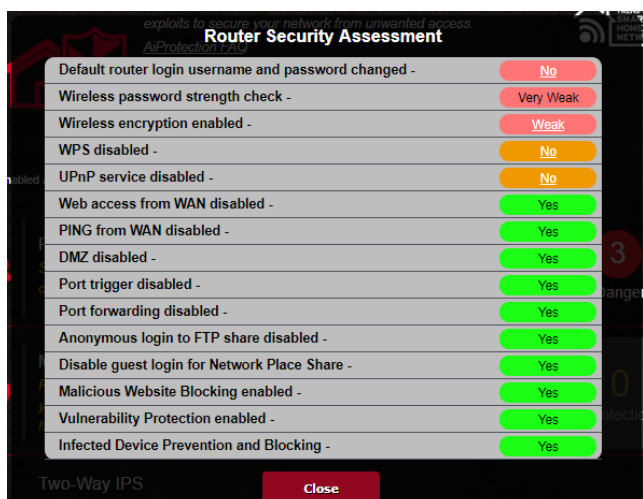 exploits to secure your network from unwanted access.
AiProtection FAQ
Router Security Assessment
SMAR
HOME
NETW
Default router login username and password changed - No
Wireless password strength check - Very Weak
Wireless encryption enabled - Weak
WPS disabled - No
UPnP service disabled - No
Web access from WAN disabled - Yes
PING from WAN disabled - Yes
DMZ disabled - Yes
Port trigger disabled - Yes
Port forwarding disabled - Yes
Anonymous login to FTP share disabled - Yes
Disable guest login for Network Place Share - Yes
Malicious Website Blocking enabled - Yes
Vulnerability Protection enabled - Yes
Infected Device Prevention and Blocking - Yes
3
Danger
0
Two-Way IPS
Close